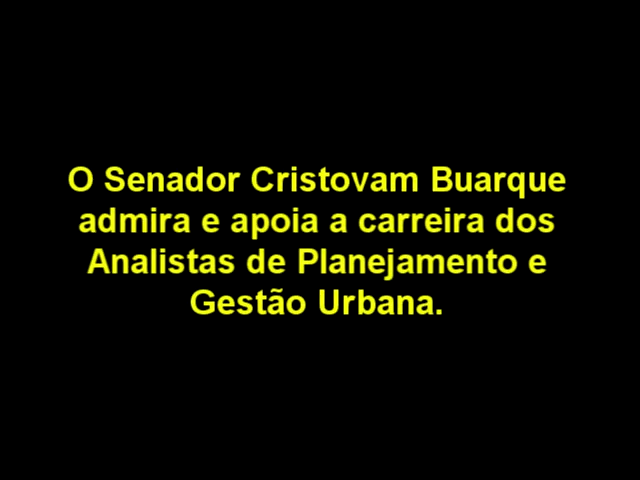 O Senador Cristovam Buarque
admira e apoia a carreira dos
Analistas de Planejamento e
Gestão Urbana.